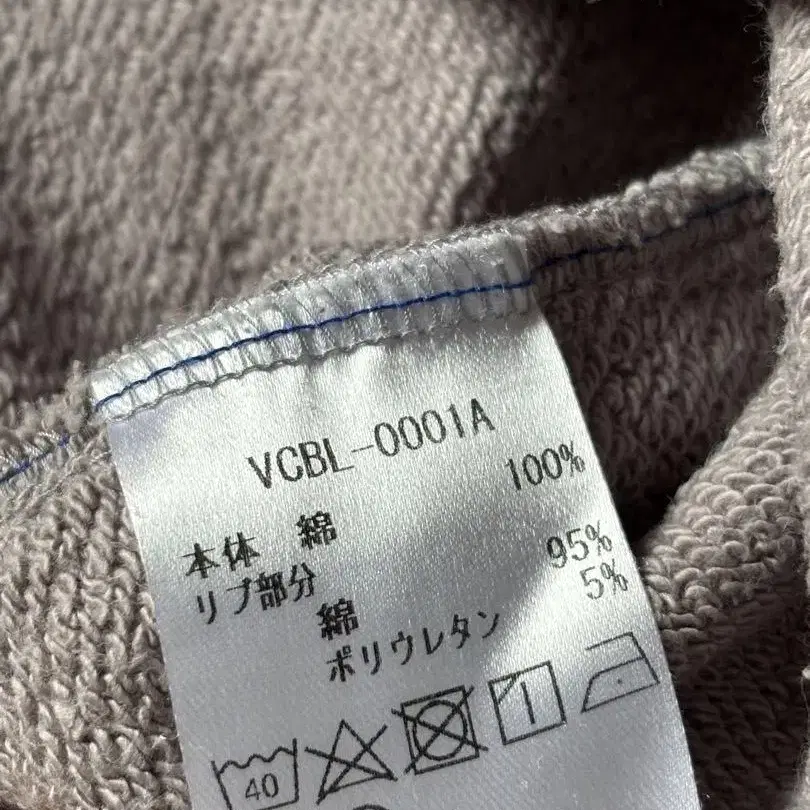 VCBL-0001A
本体 綿 100%
リブ部分
綿 95%
ポリウレタン 5%
40